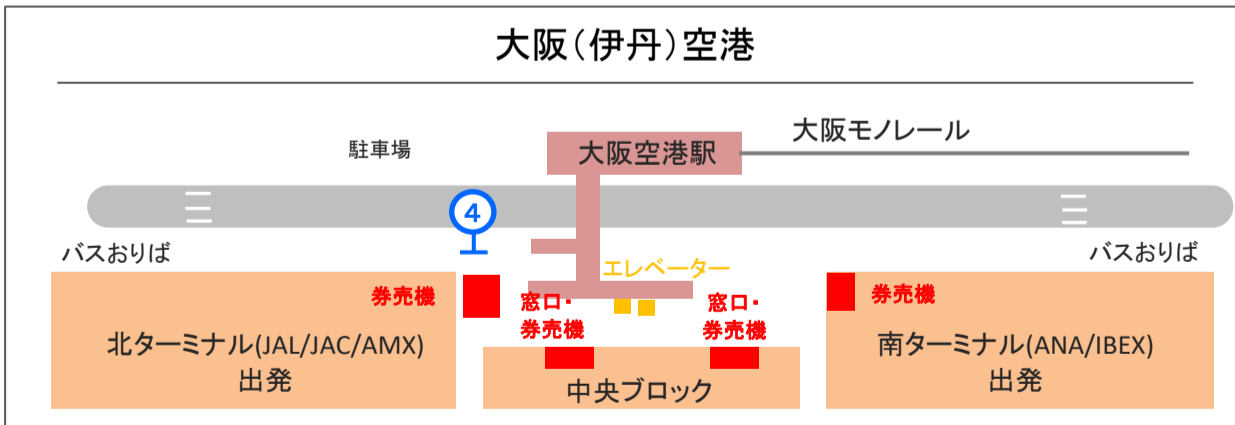 大阪（伊丹）空港
大阪モノレール
駐車場
大阪空港駅
4
バスおりば
バスおりば
エレベーター
券売機
窓口・
券売機
窓口・
券売機
券売機
北ターミナル(JAL/JAC/AMX)
出発
中央ブロック
南ターミナル(ANA/IBEX)
出発